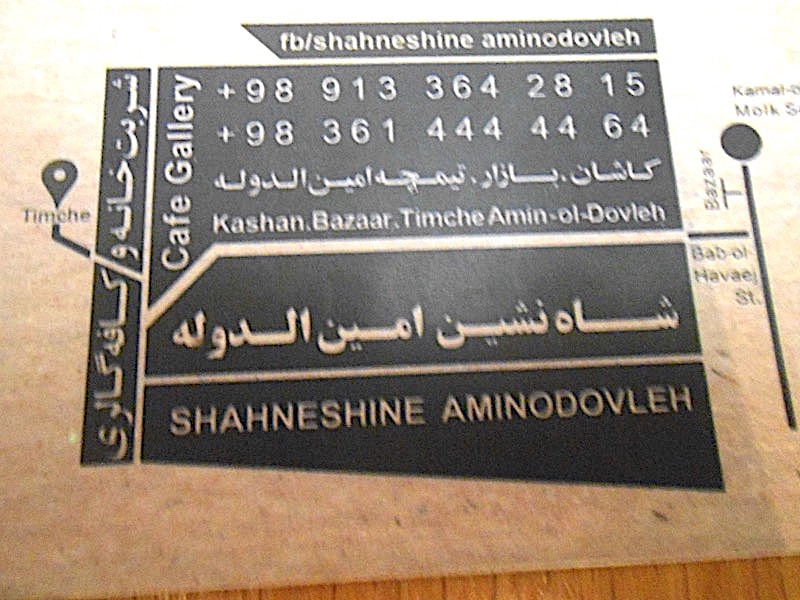 fb/shahneshine aminodovleh
+98 913 364 28 15
+98 361 444 44 64
کاشان.بازار.تیمچه امین الدوله
Kashan.Bazaar.Timche Amin-ol-Dovleh
Cafe Gallery
شربت خانه و کافه گالری
شاه نشین امین الدوله
SHAHNESHINE AMINODOVLEH
Timche
Kamal-o
Molk S
Bazaar
Bab-ol-
Havaej
St.